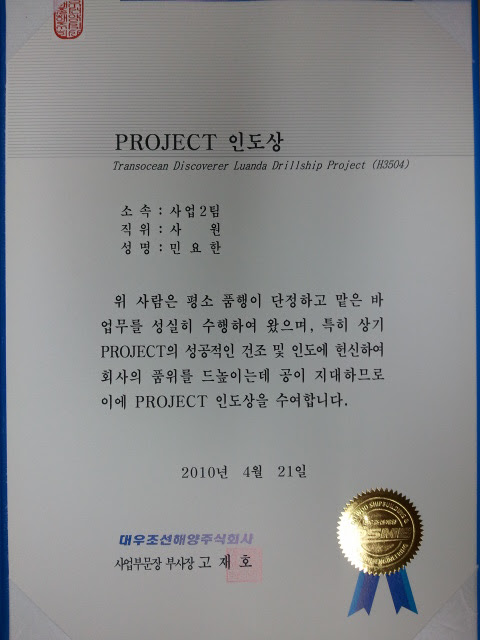 PROJECT 인도상
Transocean Discoverer Luanda Drillship Project (H3504)
소 속 : 사업2팀
직 위 : 사 원
성 명 : 민 요 한
위 사람은 평소 품행이 단정하고 맡은 바
업무를 성실히 수행하여 왔으며, 특히 상기
PROJECT의 성공적인 건조 및 인도에 헌신하여
회사의 품위를 드높이는데 공이 지대하므로
이에 PROJECT 인도상을 수여합니다.
2010년 4월 21일
대우조선해양주식회사
사업부문장 부사장 고 재 호
DSME